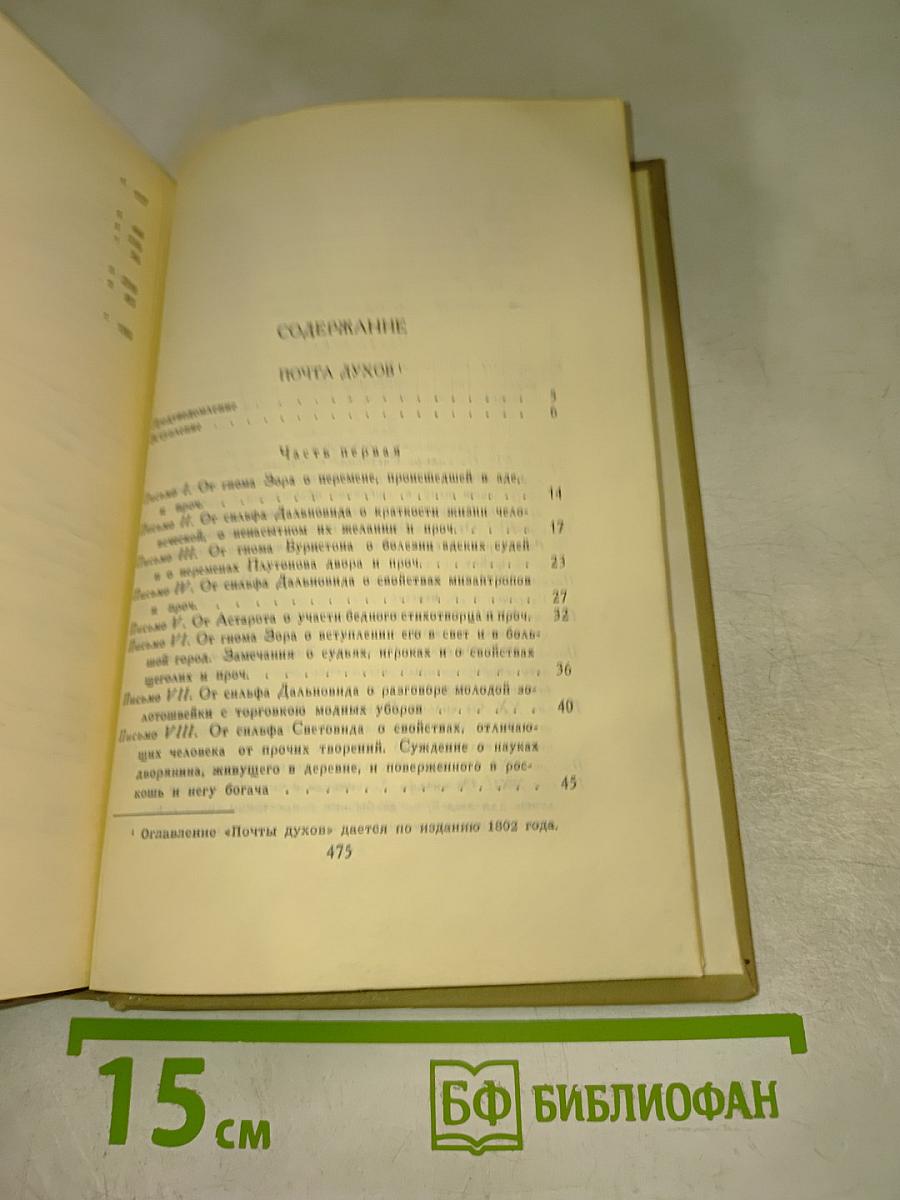 СОДЕРЖАНИЕ
ПОЧТА ДУХОВ ¹
Предуведомление . . . . . . . . . . . . . . . 5
Вступление . . . . . . . . . . . . . . . . . 6
Часть первая
Письмо I. От гнома Зора о перемене, происшедшей в аде,
и проч. . . . . . . . . . . . . . . . . . 14
Письмо II. От сильфа Дальновида о краткости жизни чело-
веческой, о ненасытном их желании и проч. . . . . 17
Письмо III. От гнома Буристона о болезни адских судей
и о переменах Плутонова двора и проч. . . . . . 23
Письмо IV. От сильфа Дальновида о свойствах мизантропов
и проч. . . . . . . . . . . . . . . . . . 27
Письмо V. От Астарота о участи бедного стихотворца и проч. 32
Письмо VI. От гнома Зора о вступлении его в свет и в боль-
шой город. Замечания о судьях, игроках и о свойствах
щеголих и проч. . . . . . . . . . . . . . . 36
Письмо VII. От сильфа Дальновида о разговоре молодой зо-
лотошвейки с торговкою модных уборов . . . . . 40
Письмо VIII. От сильфа Световида о свойствах, отличаю-
щих человека от прочих творений. Суждение о науках
дворянина, живущего в деревне, и поверженного в рос-
кошь и негу богача . . . . . . . . . . . . . 45
¹ Оглавление «Почты духов» дается по изданию 1802 года.
475
15 см
БФ БИБЛИОФАН